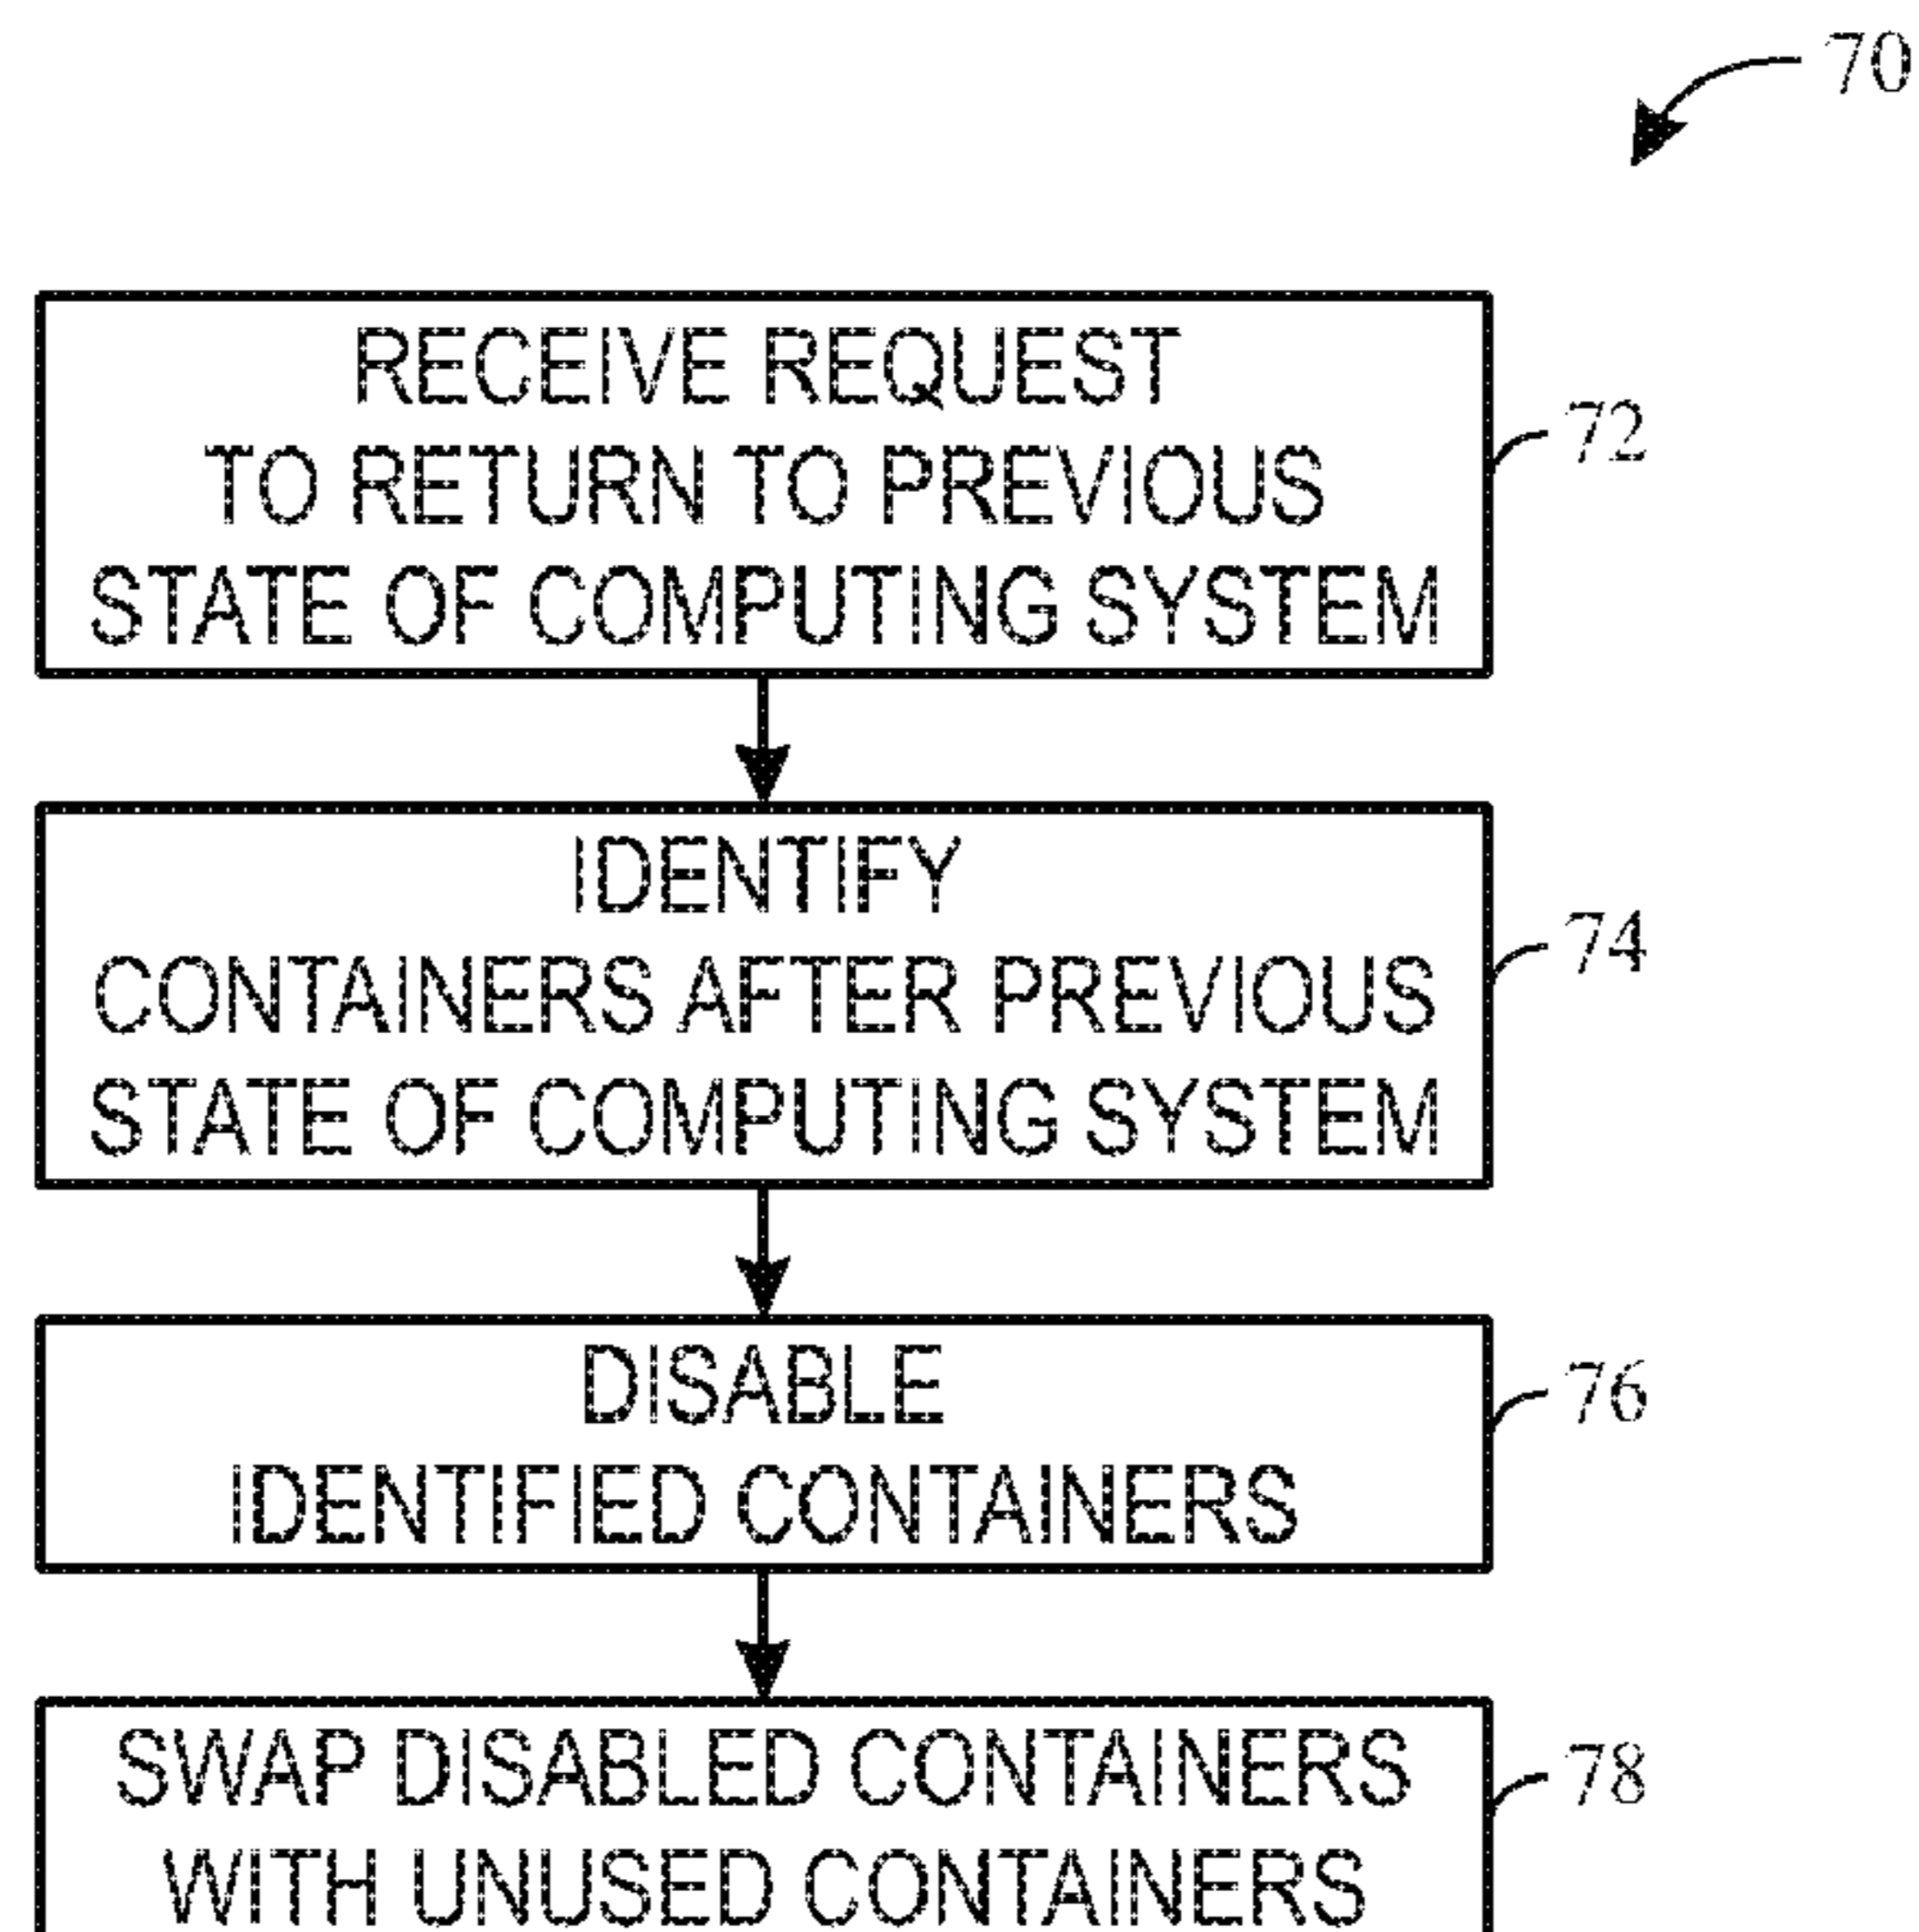 70
RECEIVE REQUEST
TO RETURN TO PREVIOUS
STATE OF COMPUTING SYSTEM
72
IDENTIFY
CONTAINERS AFTER PREVIOUS
STATE OF COMPUTING SYSTEM
74
DISABLE
IDENTIFIED CONTAINERS
76
SWAP DISABLED CONTAINERS
WITH UNUSED CONTAINERS
78